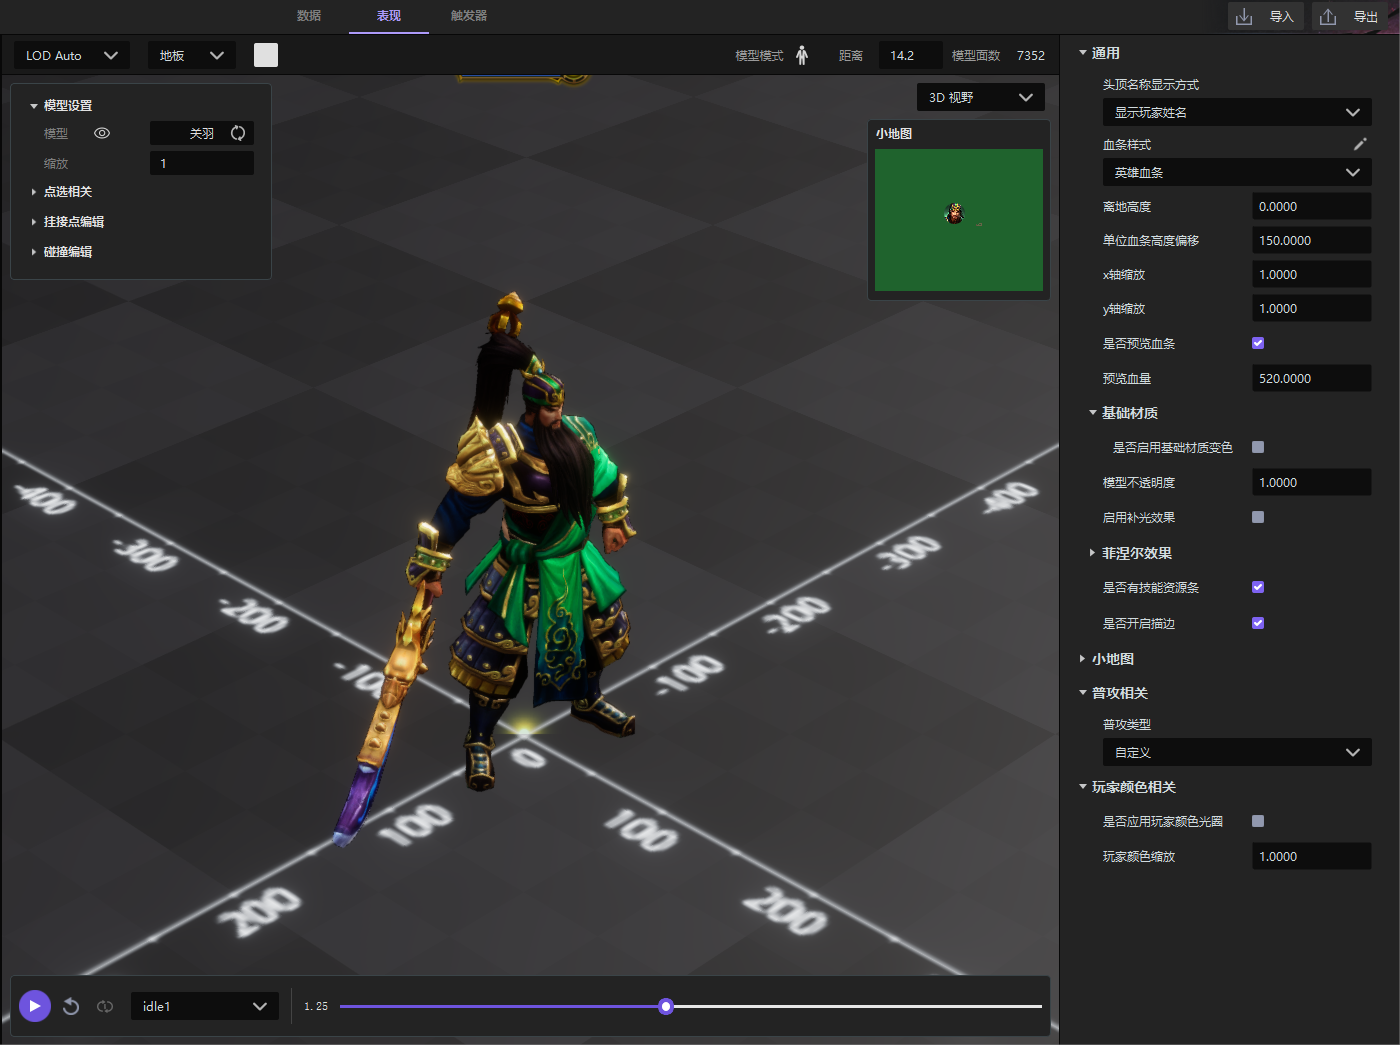 数据
表现
触发器
导入
导出
LOD Auto
地板
模型模式
距离
14.2
模型面数
7352
模型设置
模型
关羽
缩放
1
点选相关
挂接点编辑
碰撞编辑
3D 视野
小地图
-400
-300
-200
-100
0
100
200
-400
-300
-200
-100
100
200
idle1
1.25
通用
头顶名称显示方式
显示玩家姓名
血条样式
英雄血条
离地高度
0.0000
单位血条高度偏移
150.0000
x轴缩放
1.0000
y轴缩放
1.0000
是否预览血条
预览血量
520.0000
基础材质
是否启用基础材质变色
模型不透明度
1.0000
启用补光效果
菲涅尔效果
是否有技能资源条
是否开启描边
小地图
普攻相关
普攻类型
自定义
玩家颜色相关
是否应用玩家颜色光圈
玩家颜色缩放
1.0000